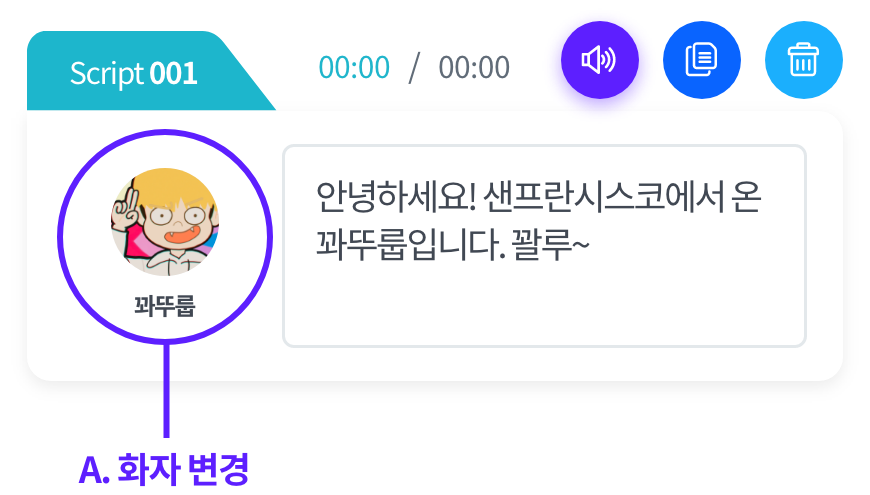 Script 001
00:00 / 00:00
안녕하세요! 샌프란시스코에서 온
꽈뚜룹입니다. 꽐루~
꽈뚜룹
A. 화자 변경